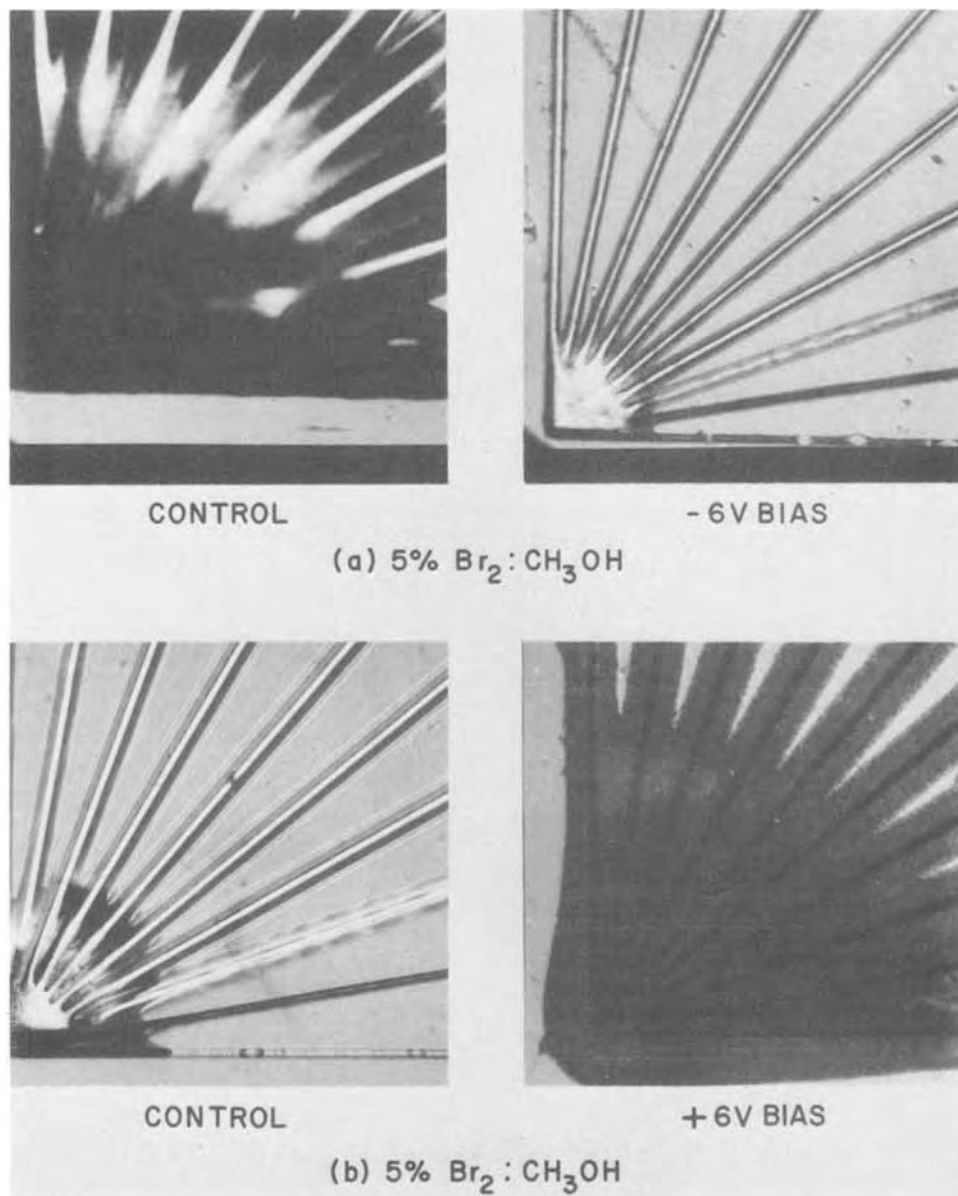 CONTROL
- 6V BIAS
(a) 5% Br₂:CH₃OH
CONTROL
+ 6V BIAS
(b) 5% Br₂:CH₃OH